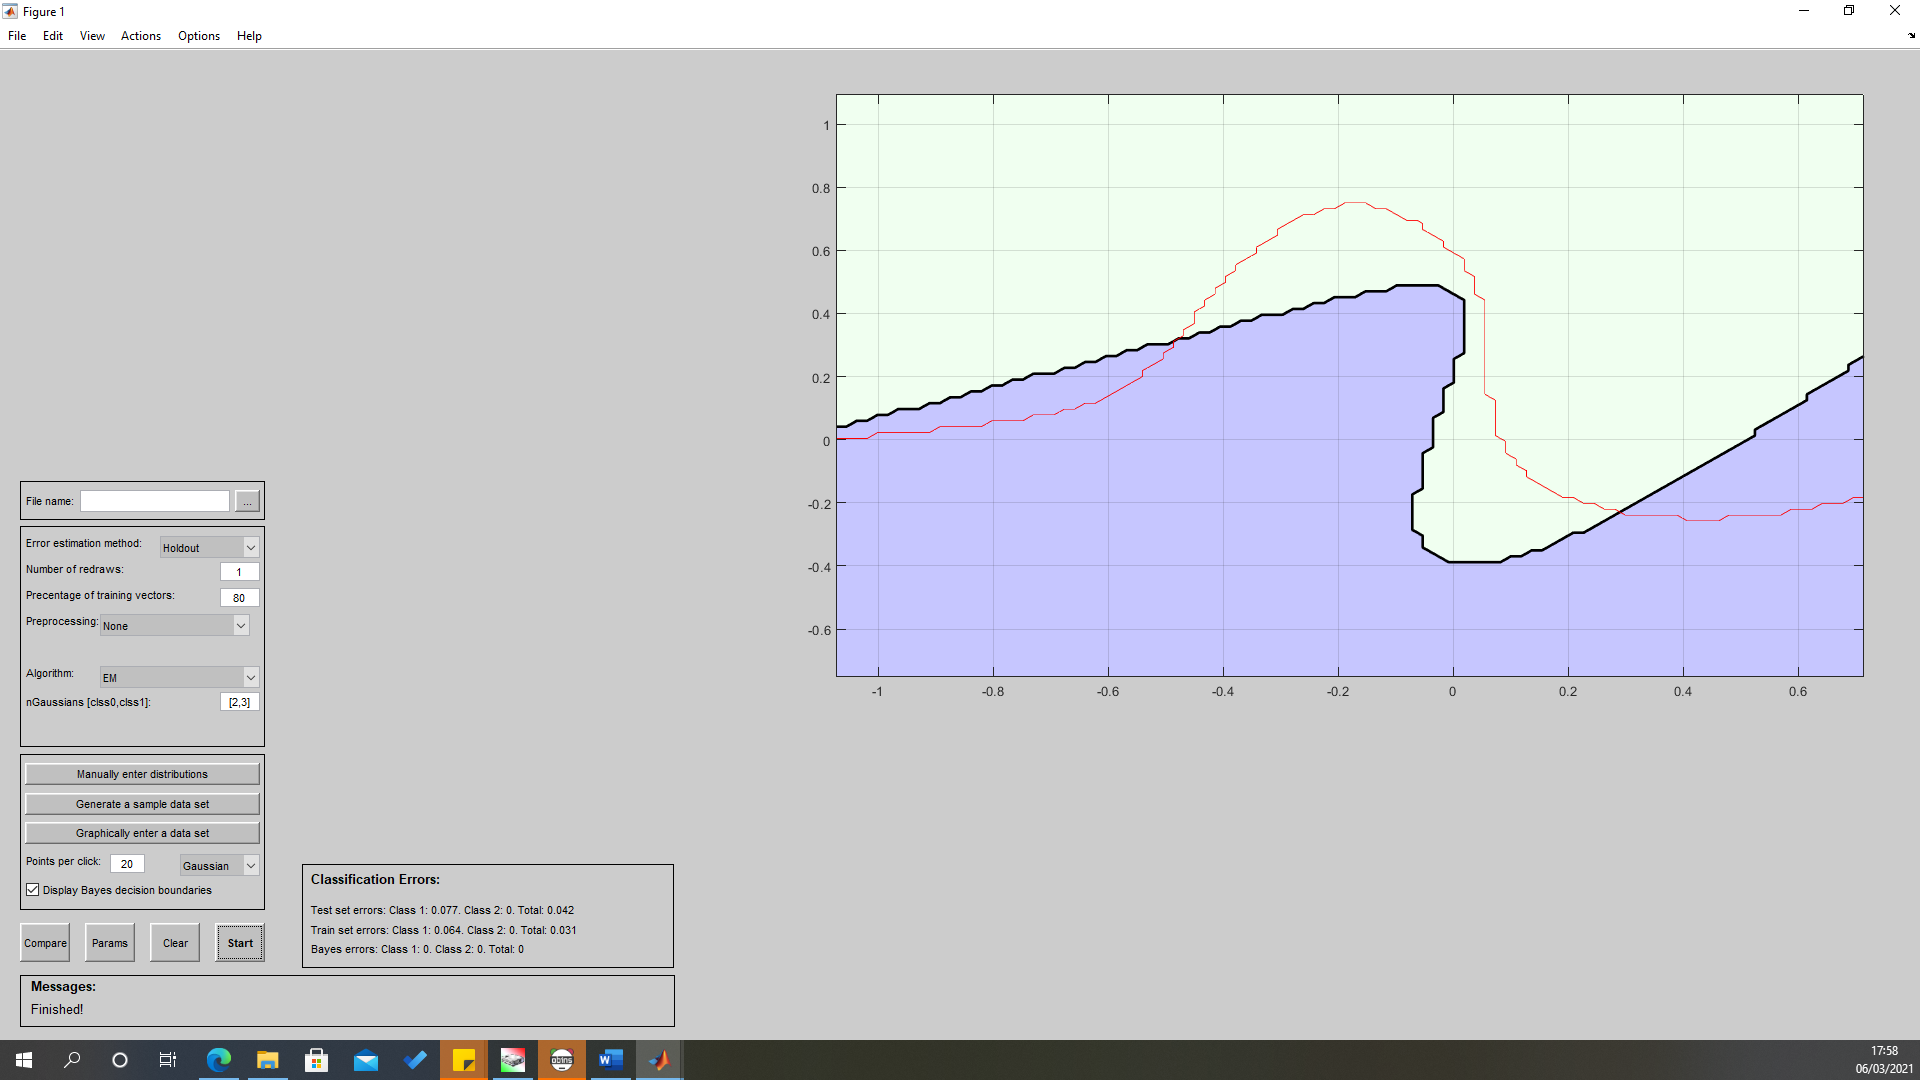 Figure 1
File Edit View Actions Options Help
1
0.8
0.6
0.4
0.2
0
-0.2
-0.4
-0.6
-1 -0.8 -0.6 -0.4 -0.2 0 0.2 0.4 0.6
File name: ...
Error estimation method: Holdout
Number of redraws: 1
Precentage of training vectors: 80
Preprocessing: None
Algorithm: EM
nGaussians [clss0,clss1]: [2,3]
Manually enter distributions
Generate a sample data set
Graphically enter a data set
Points per click: 20 Gaussian
Display Bayes decision boundaries
Compare Params Clear Start
Classification Errors:
Test set errors: Class 1: 0.077. Class 2: 0. Total: 0.042
Train set errors: Class 1: 0.064. Class 2: 0. Total: 0.031
Bayes errors: Class 1: 0. Class 2: 0. Total: 0
Messages:
Finished!
17:58
06/03/2021